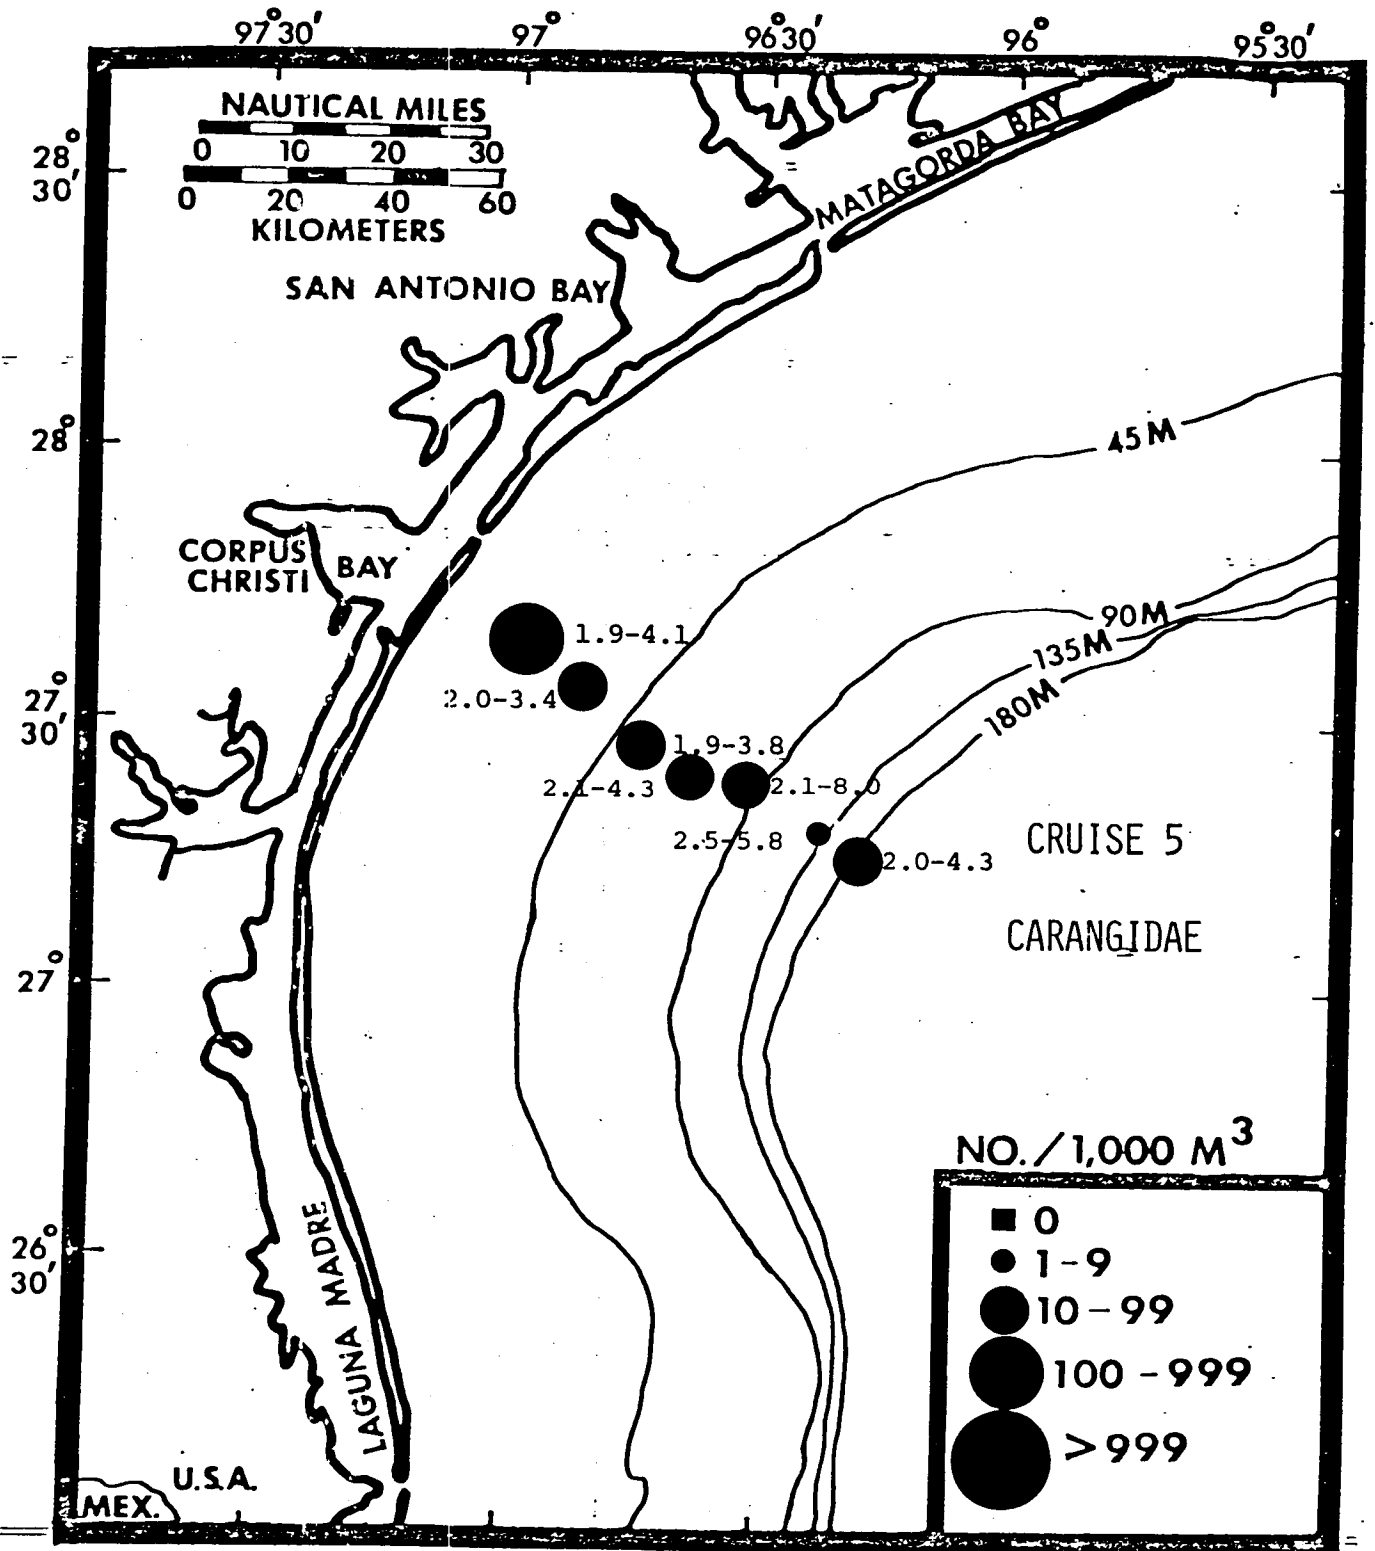 97°30′ 97° 96°30′ 96° 95°30′
NAUTICAL MILES
0 10 20 30
0 20 40 60
KILOMETERS
28°
30′
MATAGORDA BAY
SAN ANTONIO BAY
28°
45M
CORPUS
CHRISTI
BAY
90M
135M
180M
1.9-4.1
2.0-3.4
27°
30′
1.9-3.8
2.1-4.3
2.1-8.0
2.5-5.8
2.0-4.3
CRUISE 5
CARANGIDAE
27°
NO./1,000 M³
0
1-9
10-99
100-999
>999
26°
30′
LAGUNA MADRE
U.S.A.
MEX.